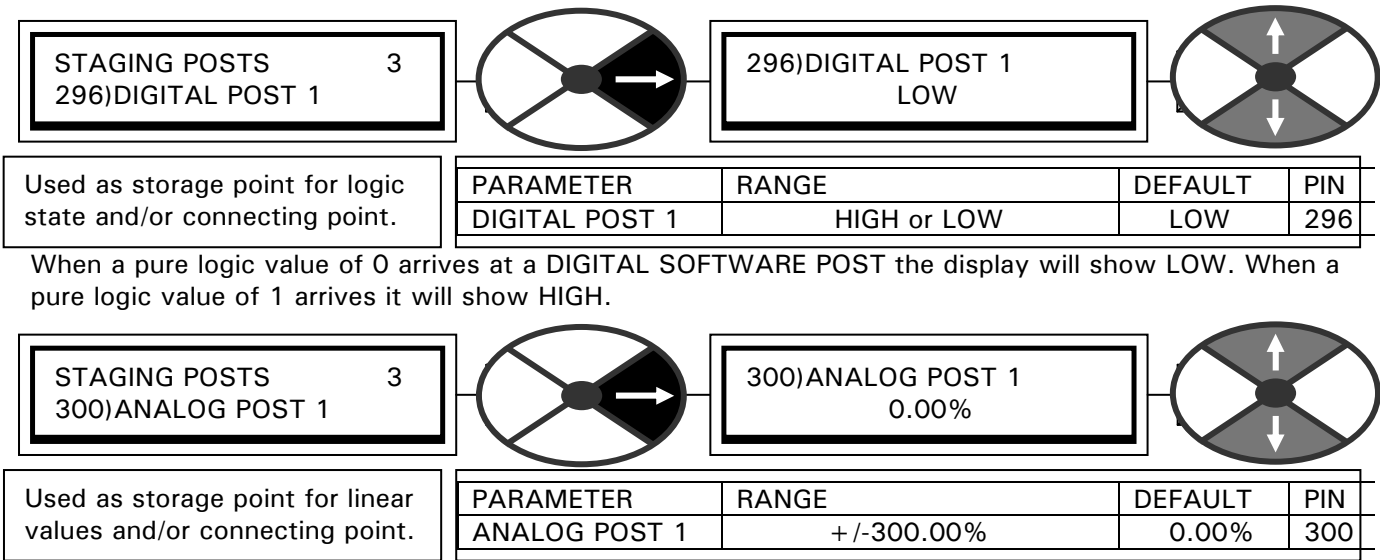 STAGING POSTS 3
296)DIGITAL POST 1
296)DIGITAL POST 1
LOW
Used as storage point for logic
state and/or connecting point.
PARAMETER RANGE DEFAULT PIN
DIGITAL POST 1 HIGH or LOW LOW 296
When a pure logic value of 0 arrives at a DIGITAL SOFTWARE POST the display will show LOW. When a
pure logic value of 1 arrives it will show HIGH.
STAGING POSTS 3
300)ANALOG POST 1
300)ANALOG POST 1
0.00%
Used as storage point for linear
values and/or connecting point.
PARAMETER RANGE DEFAULT PIN
ANALOG POST 1 +/-300.00% 0.00% 300